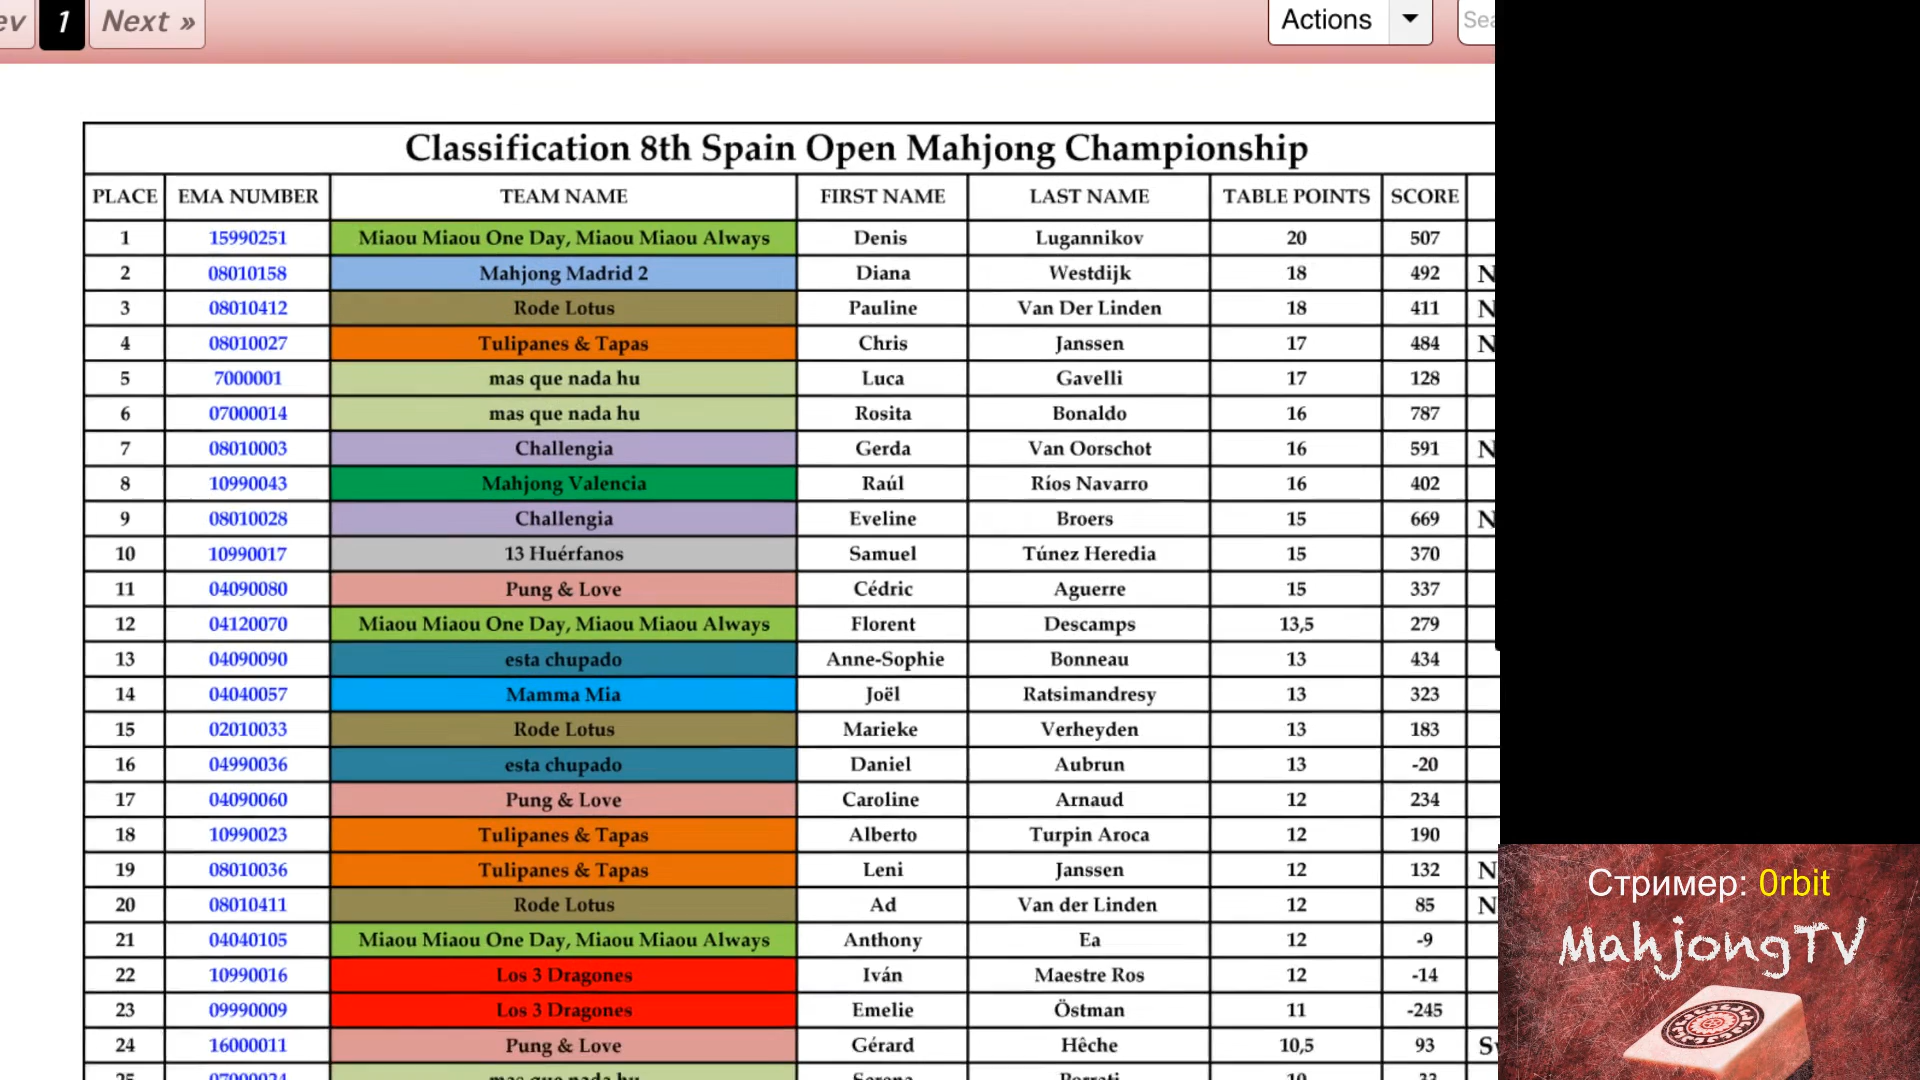 ev 1 Next » Actions Sea
Classification 8th Spain Open Mahjong Championship
PLACE EMA NUMBER TEAM NAME FIRST NAME LAST NAME TABLE POINTS SCORE
1 15990251 Miaou Miaou One Day, Miaou Miaou Always Denis Lugannikov 20 507
2 08010158 Mahjong Madrid 2 Diana Westdijk 18 492 N
3 08010412 Rode Lotus Pauline Van Der Linden 18 411 N
4 08010027 Tulipanes & Tapas Chris Janssen 17 484 N
5 7000001 mas que nada hu Luca Gavelli 17 128
6 07000014 mas que nada hu Rosita Bonaldo 16 787
7 08010003 Challengia Gerda Van Oorschot 16 591 N
8 10990043 Mahjong Valencia Raúl Ríos Navarro 16 402
9 08010028 Challengia Eveline Broers 15 669 N
10 10990017 13 Huérfanos Samuel Túnez Heredia 15 370
11 04090080 Pung & Love Cédric Aguerre 15 337
12 04120070 Miaou Miaou One Day, Miaou Miaou Always Florent Descamps 13,5 279
13 04090090 esta chupado Anne-Sophie Bonneau 13 434
14 04040057 Mamma Mia Joël Ratsimandresy 13 323
15 02010033 Rode Lotus Marieke Verheyden 13 183
16 04990036 esta chupado Daniel Aubrun 13 -20
17 04090060 Pung & Love Caroline Arnaud 12 234
18 10990023 Tulipanes & Tapas Alberto Turpin Aroca 12 190
19 08010036 Tulipanes & Tapas Leni Janssen 12 132 N
20 08010411 Rode Lotus Ad Van der Linden 12 85 N
21 04040105 Miaou Miaou One Day, Miaou Miaou Always Anthony Ea 12 -9
22 10990016 Los 3 Dragones Iván Maestre Ros 12 -14
23 09990009 Los 3 Dragones Emelie Östman 11 -245
24 16000011 Pung & Love Gérard Hêche 10,5 93
Стример: 0rbit
MahjongTV